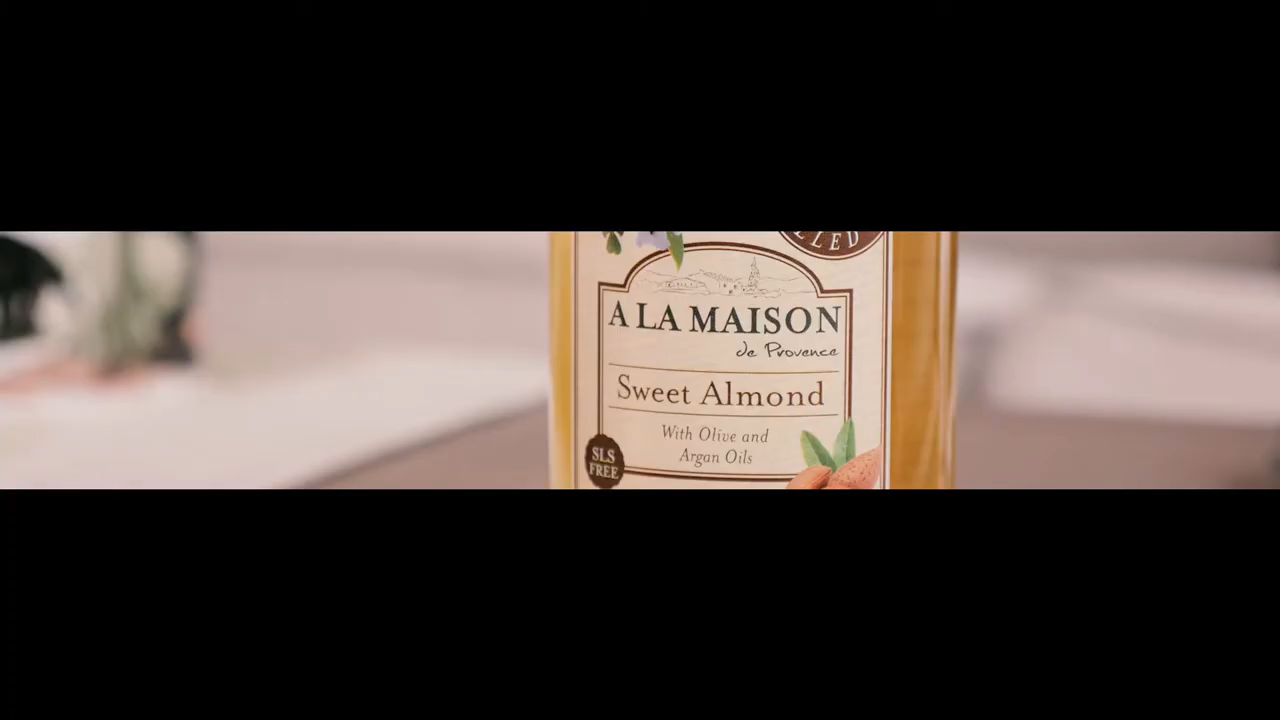 A LA MAISON
de Provence
Sweet Almond
With Olive and
Argan Oils
SLS
FREE